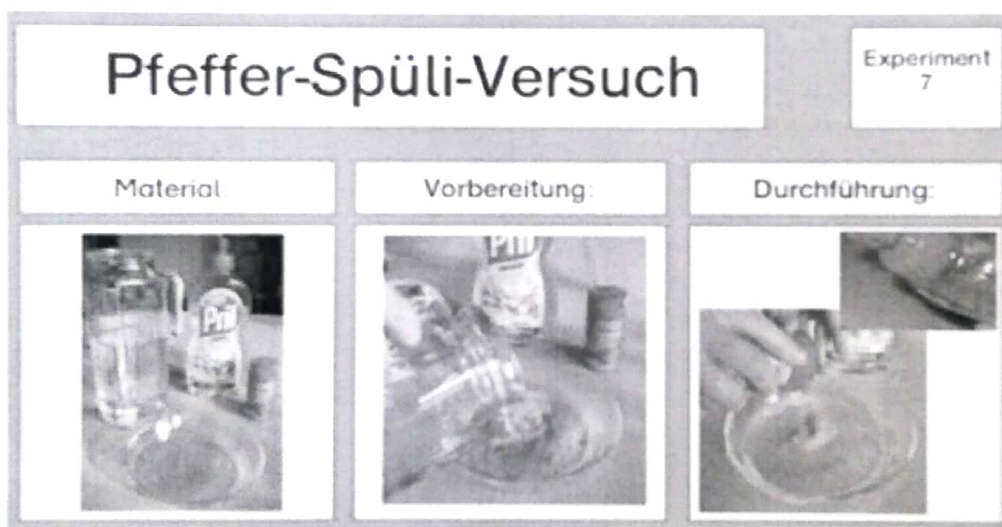 Pfeffer-Spüli-Versuch
Experiment
7
Material:
Vorbereitung:
Durchführung:
Pril
Pril